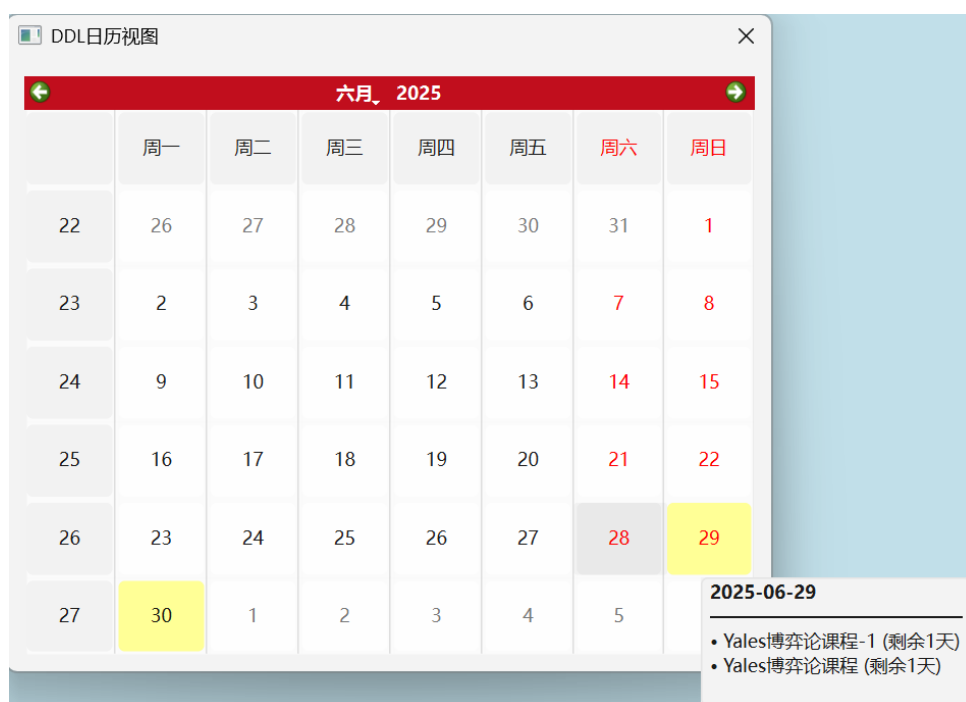 DDL日历视图
六月 2025
周一 周二 周三 周四 周五 周六 周日
22 26 27 28 29 30 31 1
23 2 3 4 5 6 7 8
24 9 10 11 12 13 14 15
25 16 17 18 19 20 21 22
26 23 24 25 26 27 28 29
27 30 1 2 3 4 5
2025-06-29
• Yales博弈论课程-1 (剩余1天)
• Yales博弈论课程 (剩余1天)